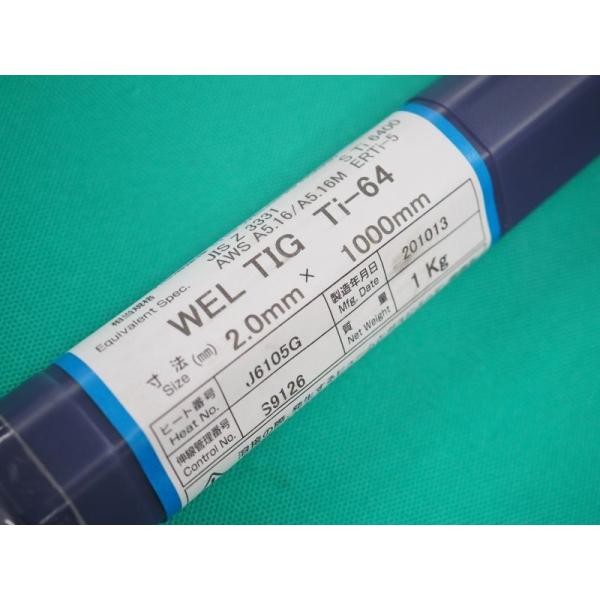 相当規格 JIS Z 3331 S Ti 6400
Equivalent Spec. AWS A5.16/A5.16M ERTi-5
WEL TIG Ti-64
寸法 2.0mm × 1000mm
Size (mm)
ヒート番号 J6105G 製造年月日 201013
Heat No. Mfg. Date
伸線管理番号 S9126 質量 1 Kg
Control No. Net Weight